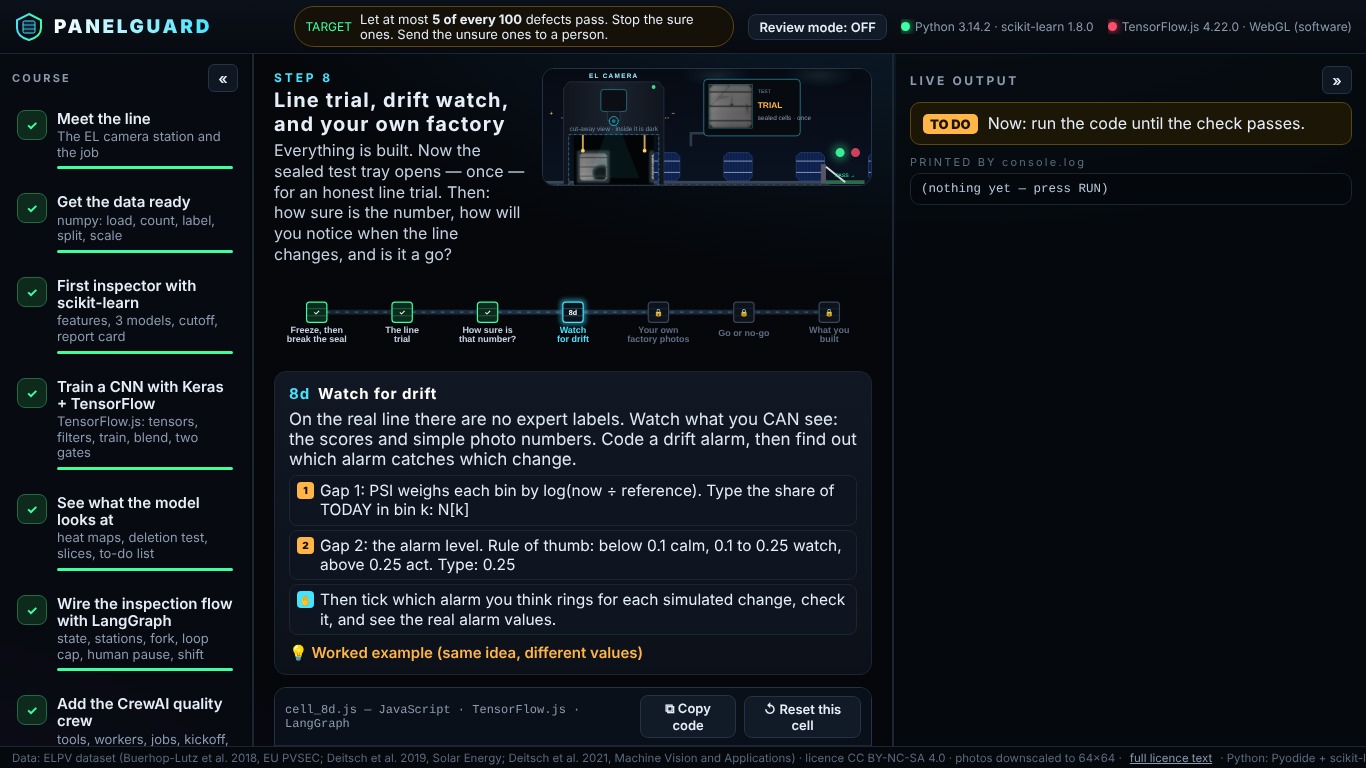 PANELGUARD
TARGET
Let at most 5 of every 100 defects pass. Stop the sure
ones. Send the unsure ones to a person.
Review mode: OFF
Python 3.14.2 · scikit-learn 1.8.0
TensorFlow.js 4.22.0 · WebGL (software)
COURSE
«
Meet the line
The EL camera station and
the job
Get the data ready
numpy: load, count, label,
split, scale
First inspector with
scikit-learn
features, 3 models, cutoff,
report card
Train a CNN with Keras
+ TensorFlow
TensorFlow.js: tensors,
filters, train, blend, two
gates
See what the model
looks at
heat maps, deletion test,
slices, to-do list
Wire the inspection flow
with LangGraph
state, stations, fork, loop
cap, human pause, shift
Add the CrewAI quality
crew
tools, workers, jobs, kickoff,
STEP 8
Line trial, drift watch,
and your own factory
Everything is built. Now the
sealed test tray opens — once —
for an honest line trial. Then:
how sure is the number, how will
you notice when the line
changes, and is it a go?
EL CAMERA
cut-away view · inside it is dark
TEST
TRIAL
sealed cells · once
Freeze, then
break the seal
The line
trial
How sure is
that number?
8d
Watch
for drift
Your own
factory photos
Go or no-go
What you
built
8d Watch for drift
On the real line there are no expert labels. Watch what you CAN see:
the scores and simple photo numbers. Code a drift alarm, then find out
which alarm catches which change.
1 Gap 1: PSI weighs each bin by log(now ÷ reference). Type the share of
TODAY in bin k: N[k]
2 Gap 2: the alarm level. Rule of thumb: below 0.1 calm, 0.1 to 0.25 watch,
above 0.25 act. Type: 0.25
Then tick which alarm you think rings for each simulated change, check
it, and see the real alarm values.
💡 Worked example (same idea, different values)
cell_8d.js — JavaScript · TensorFlow.js ·
LangGraph
⧉ Copy
code
↺ Reset this
cell
LIVE OUTPUT
»
TO DO Now: run the code until the check passes.
PRINTED BY console.log
(nothing yet — press RUN)
Data: ELPV dataset (Buerhop-Lutz et al. 2018, EU PVSEC; Deitsch et al. 2019, Solar Energy; Deitsch et al. 2021, Machine Vision and Applications) · licence CC BY-NC-SA 4.0 · photos downscaled to 64×64 · full licence text · Python: Pyodide + scikit-